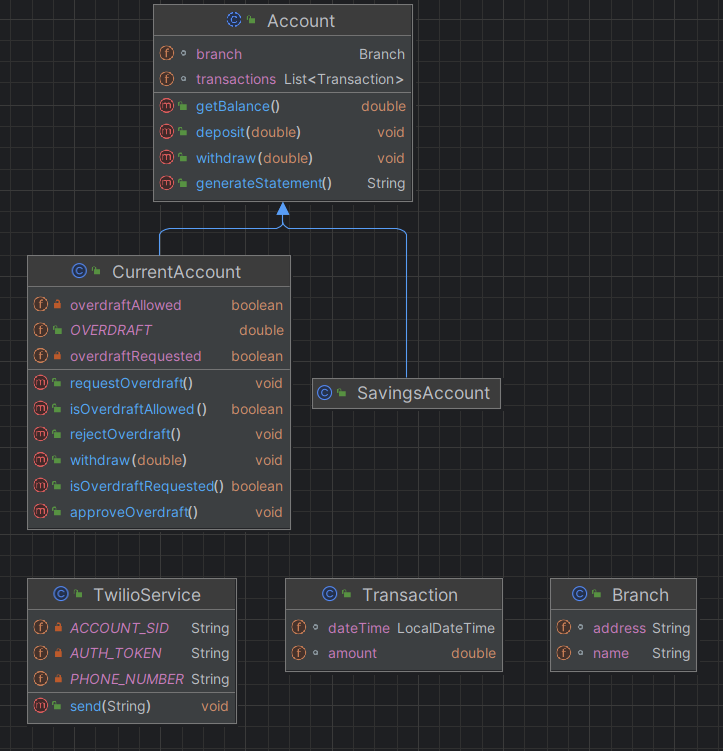 Account
branch Branch
transactions List<Transaction>
getBalance() double
deposit(double) void
withdraw(double) void
generateStatement() String
CurrentAccount
overdraftAllowed boolean
OVERDRAFT double
overdraftRequested boolean
requestOverdraft() void
isOverdraftAllowed() boolean
rejectOverdraft() void
withdraw(double) void
isOverdraftRequested() boolean
approveOverdraft() void
SavingsAccount
TwilioService
ACCOUNT_SID String
AUTH_TOKEN String
PHONE_NUMBER String
send(String) void
Transaction
dateTime LocalDateTime
amount double
Branch
address String
name String